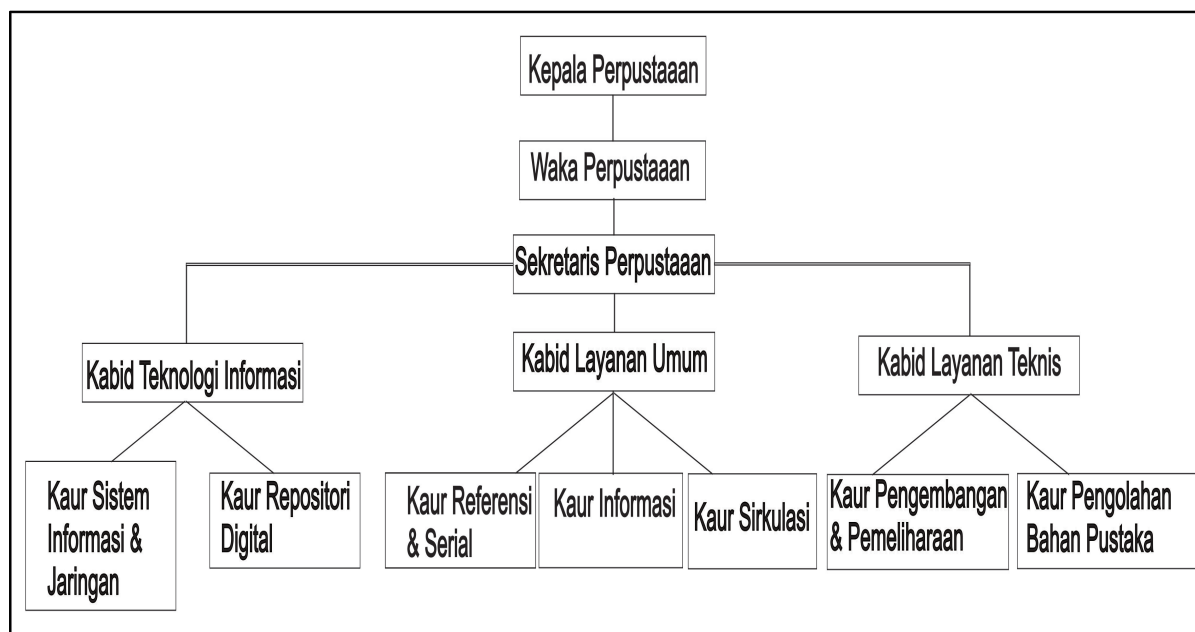 Kepala Perpustaaan
Waka Perpustaaan
Sekretaris Perpustaaan
Kabid Teknologi Informasi
Kabid Layanan Umum
Kabid Layanan Teknis
Kaur Sistem
Informasi &
Jaringan
Kaur Repositori
Digital
Kaur Referensi
& Serial
Kaur Informasi
Kaur Sirkulasi
Kaur Pengembangan
& Pemeliharaan
Kaur Pengolahan
Bahan Pustaka